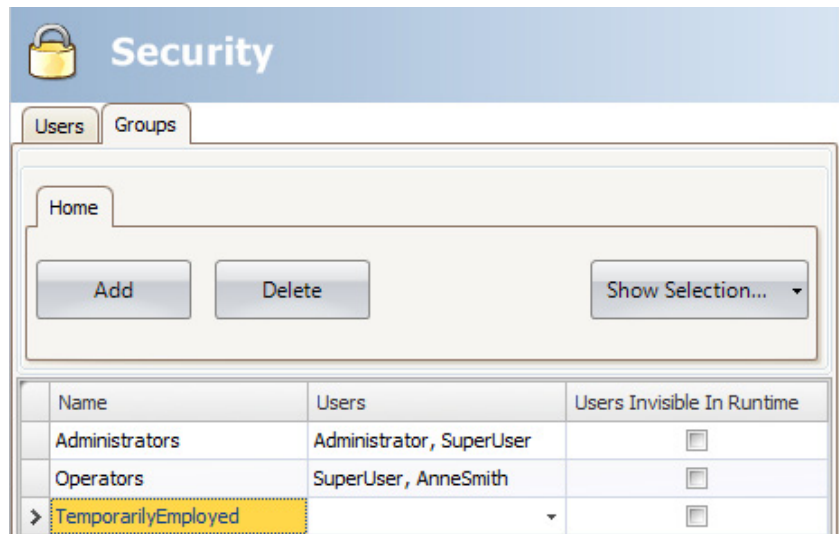 Security
Users Groups
Home
Add Delete Show Selection...
Name Users Users Invisible In Runtime
Administrators Administrator, SuperUser
Operators SuperUser, AnneSmith
TemporarilyEmployed